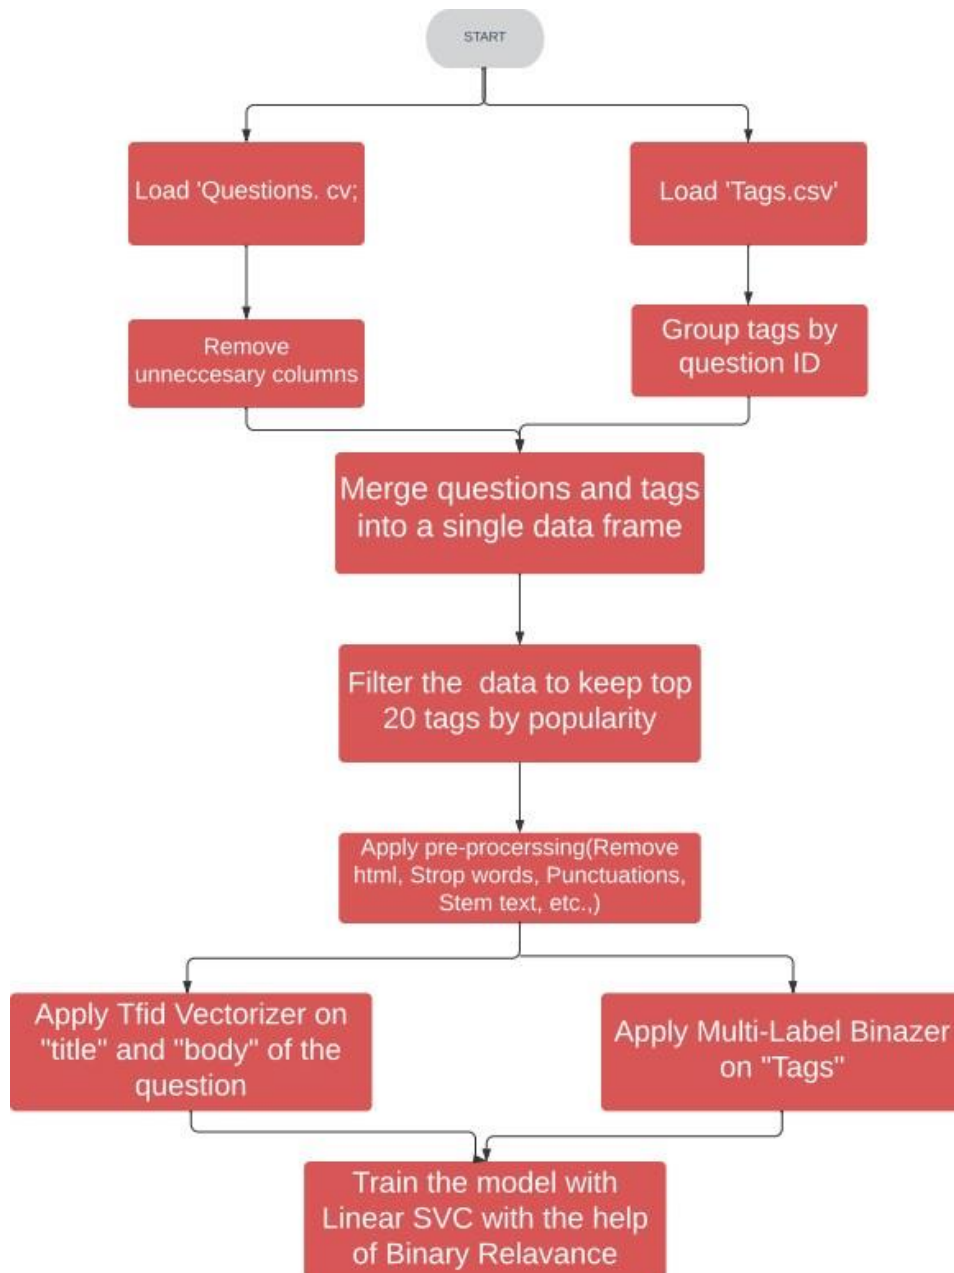 START
Load 'Questions. cv;
Load 'Tags.csv'
Remove
unneccesary columns
Group tags by
question ID
Merge questions and tags
into a single data frame
Filter the  data to keep top
20 tags by popularity
Apply pre-procerssing(Remove
html, Strop words, Punctuations,
Stem text, etc.,)
Apply Tfid Vectorizer on
"title" and "body" of the
question
Apply Multi-Label Binazer
on "Tags"
Train the model with
Linear SVC with the help
of Binary Relavance